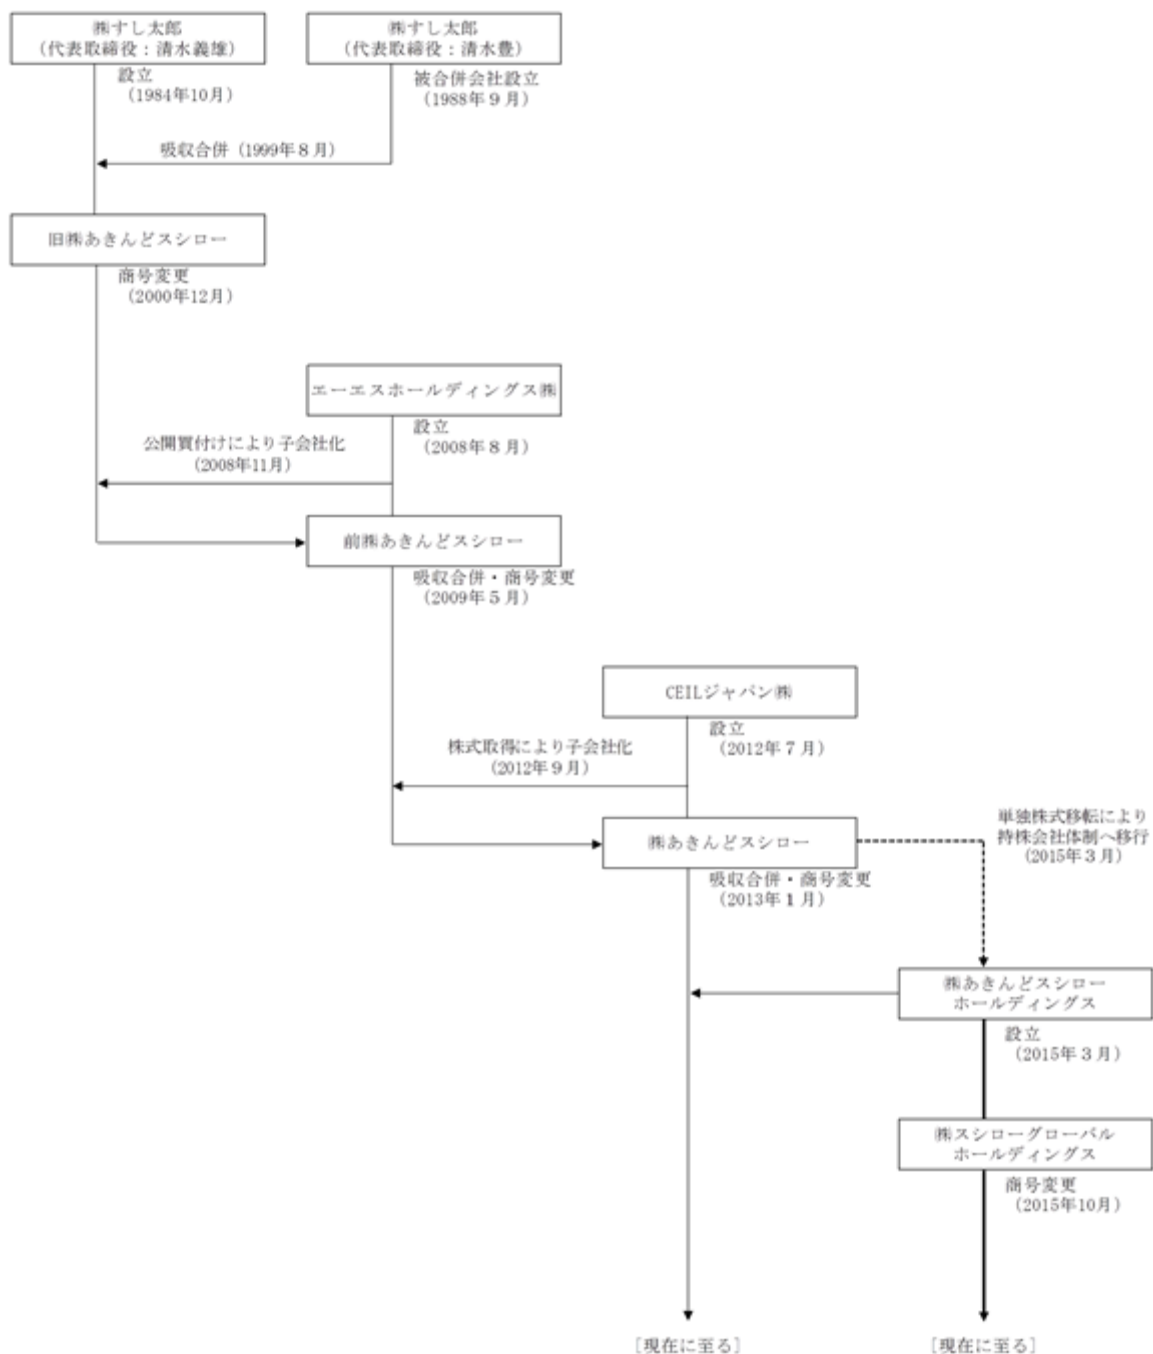 ㈱すし太郎
（代表取締役：清水義雄）
㈱すし太郎
（代表取締役：清水豊）
設立
（1984年10月）
被合併会社設立
（1988年９月）
吸収合併（1999年８月）
旧㈱あきんどスシロー
商号変更
（2000年12月）
エーエスホールディングス㈱
設立
（2008年８月）
公開買付けにより子会社化
（2008年11月）
前㈱あきんどスシロー
吸収合併・商号変更
（2009年５月）
CEILジャパン㈱
設立
（2012年７月）
株式取得により子会社化
（2012年９月）
㈱あきんどスシロー
吸収合併・商号変更
（2013年１月）
単独株式移転により
持株会社体制へ移行
（2015年３月）
㈱あきんどスシロー
ホールディングス
設立
（2015年３月）
㈱スシローグローバル
ホールディングス
商号変更
（2015年10月）
［現在に至る］
［現在に至る］